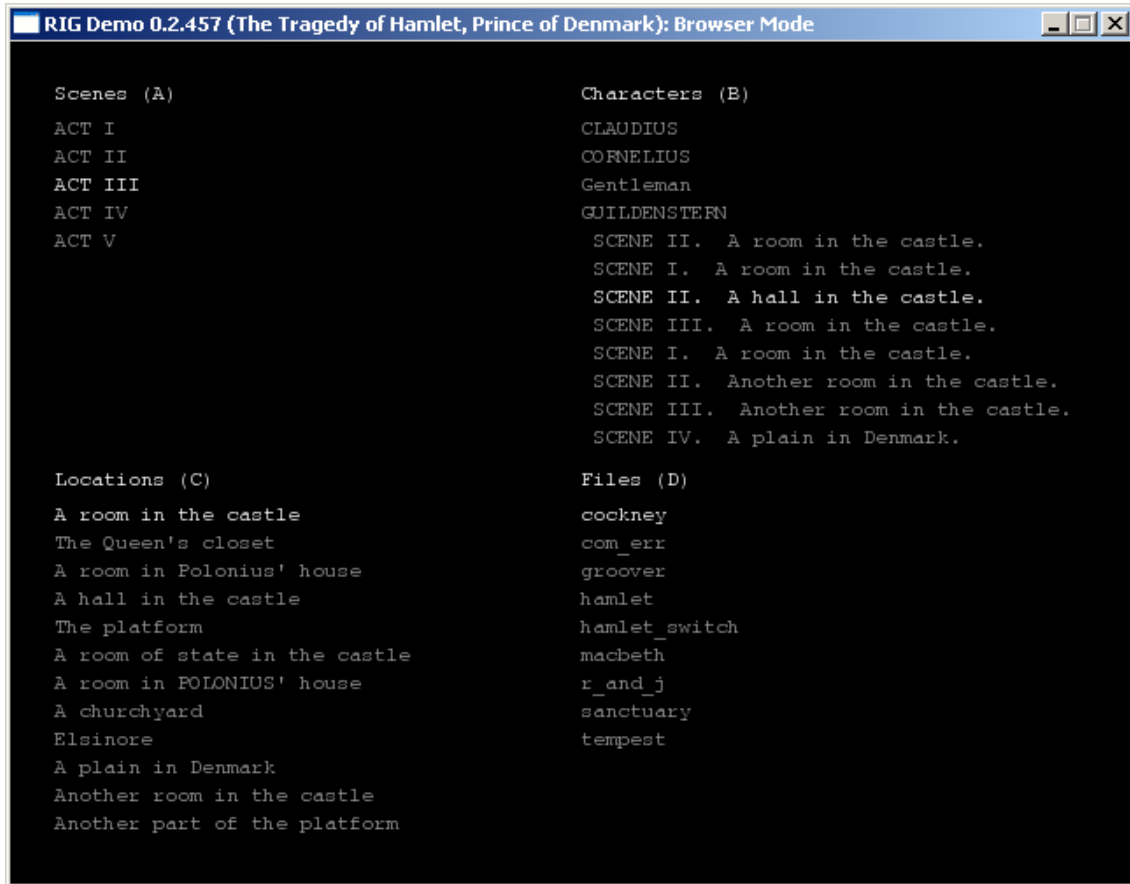 RIG Demo 0.2.457 (The Tragedy of Hamlet, Prince of Denmark): Browser Mode
Scenes (A)
ACT I
ACT II
ACT III
ACT IV
ACT V
Characters (B)
CLAUDIUS
CORNELIUS
Gentleman
GUILDENSTERN
SCENE II. A room in the castle.
SCENE I. A room in the castle.
SCENE II. A hall in the castle.
SCENE III. A room in the castle.
SCENE I. A room in the castle.
SCENE II. Another room in the castle.
SCENE III. Another room in the castle.
SCENE IV. A plain in Denmark.
Locations (C)
A room in the castle
The Queen's closet
A room in Polonius' house
A hall in the castle
The platform
A room of state in the castle
A room in POLONIUS' house
A churchyard
Elsinore
A plain in Denmark
Another room in the castle
Another part of the platform
Files (D)
cockney
com_err
groover
hamlet
hamlet_switch
macbeth
r_and_j
sanctuary
tempest